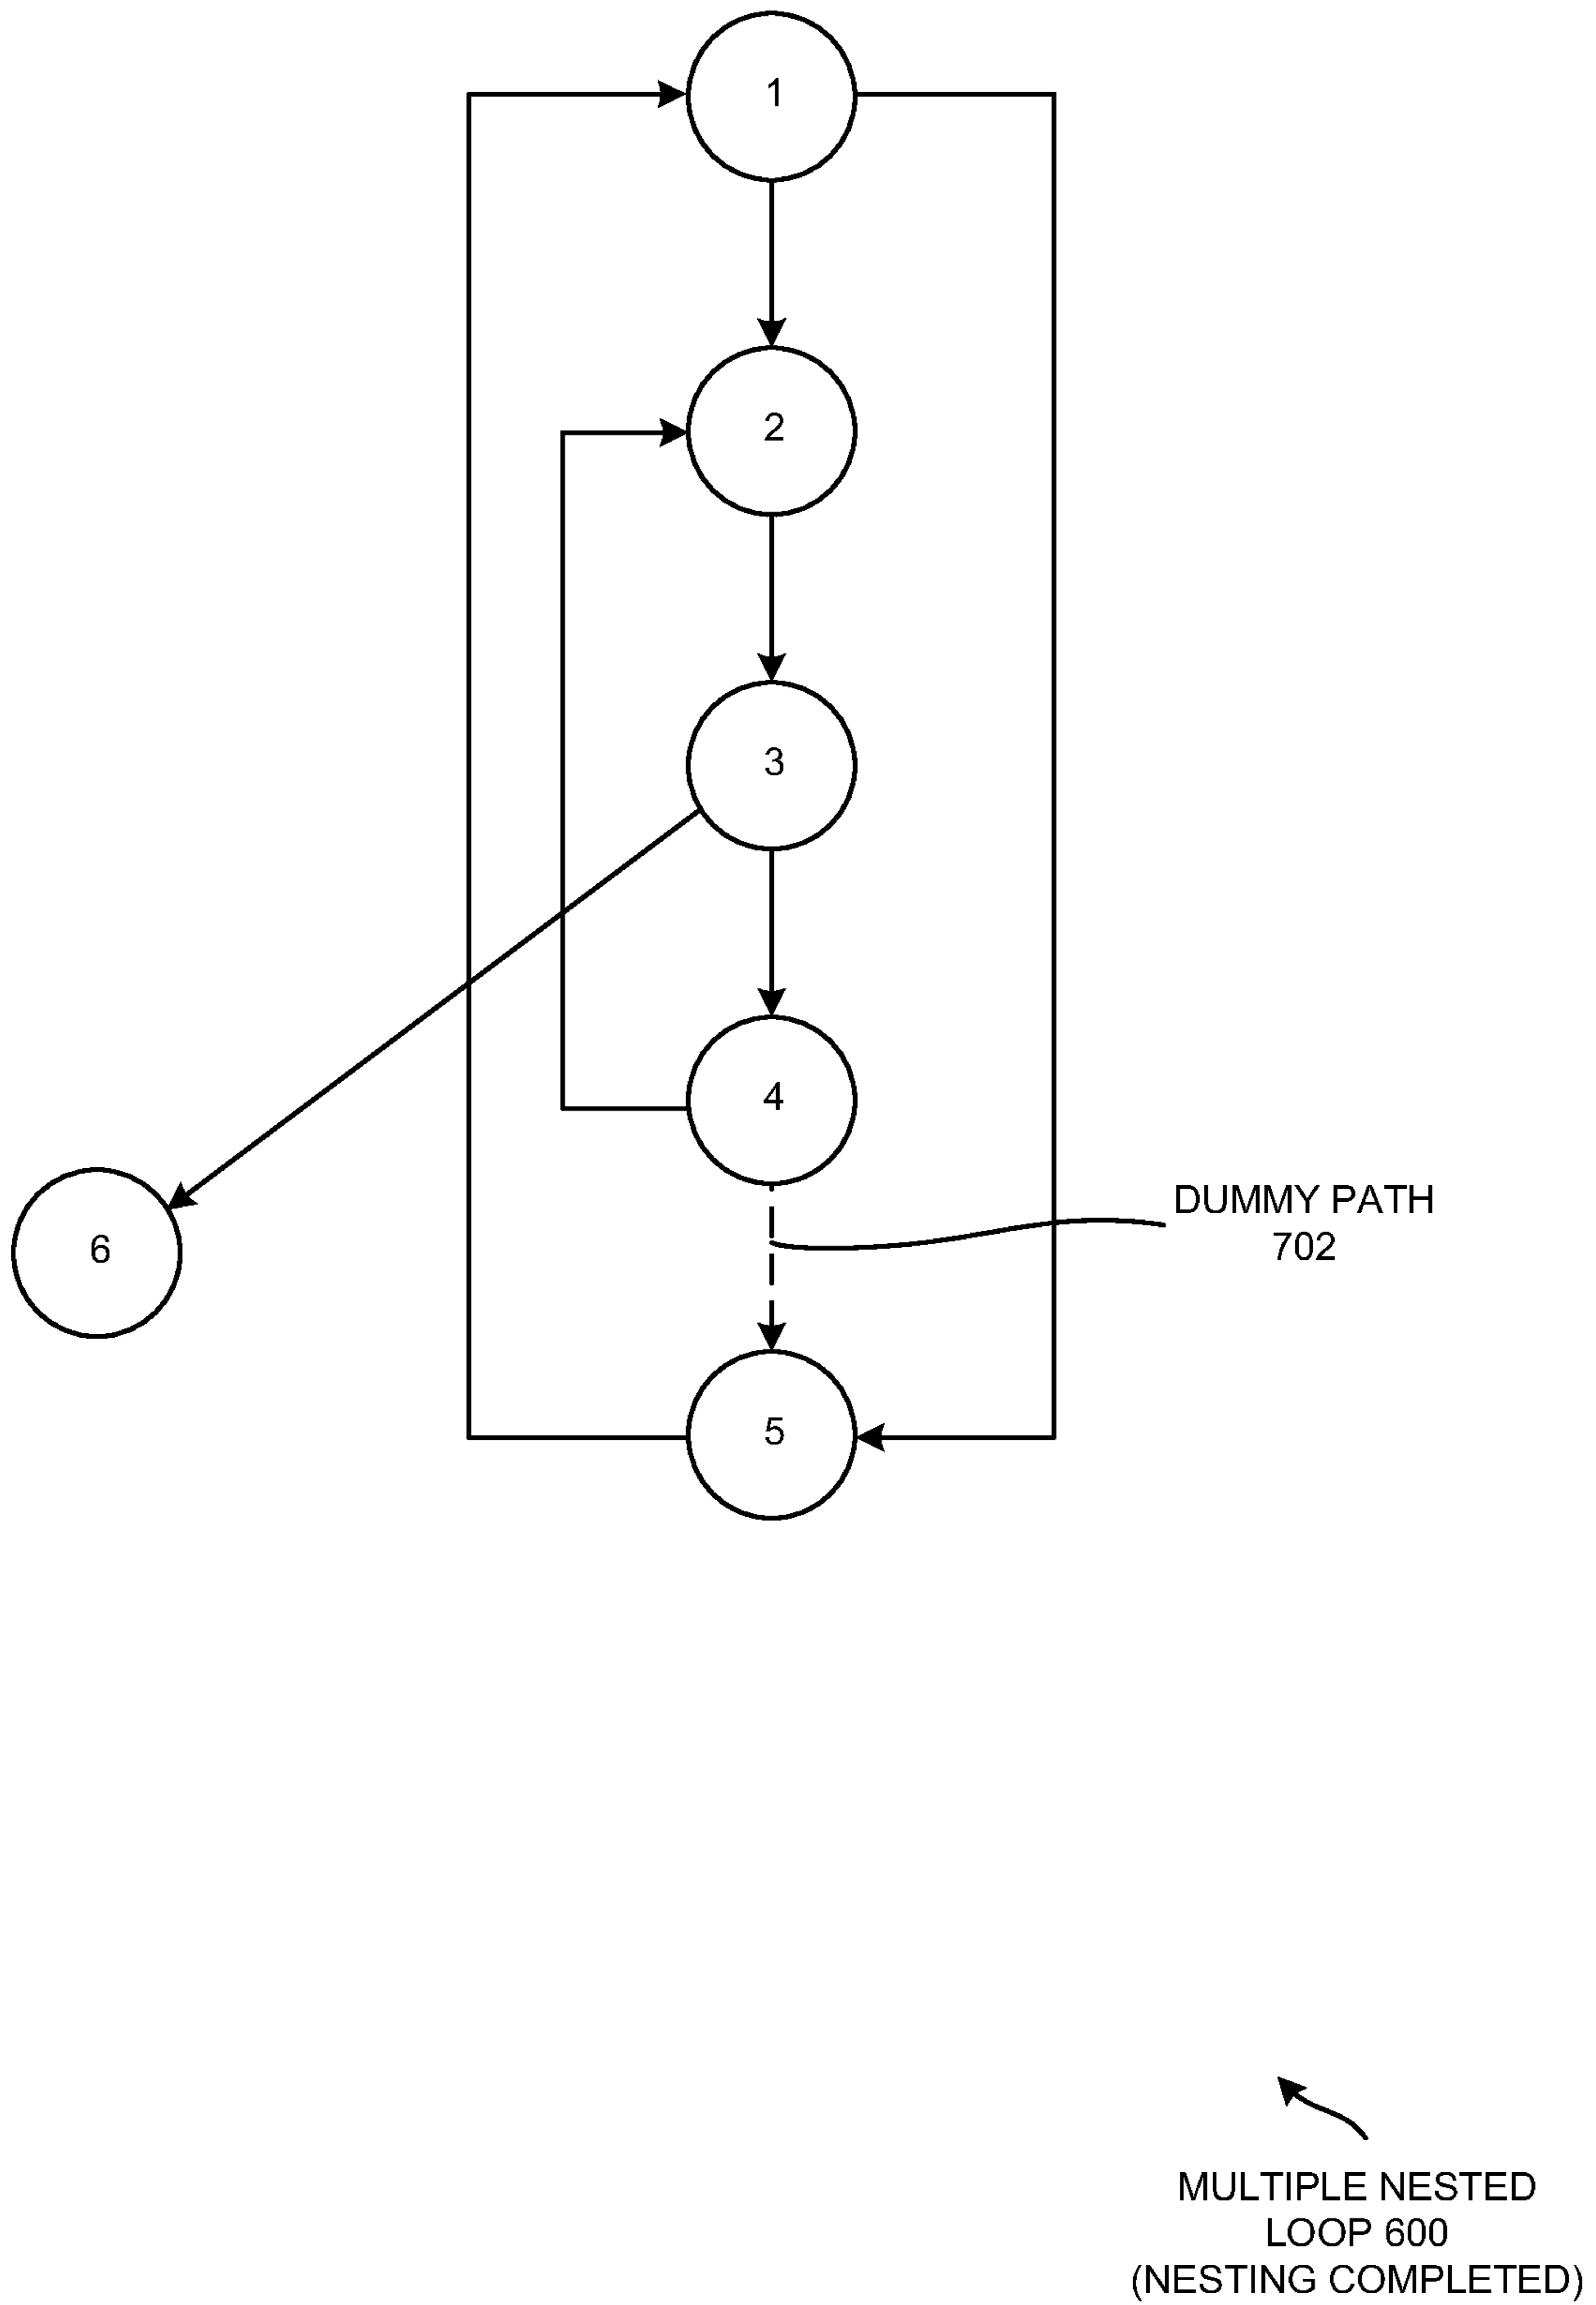 1
2
3
4
DUMMY PATH
702
6
5
MULTIPLE NESTED
LOOP 600
(NESTING COMPLETED)